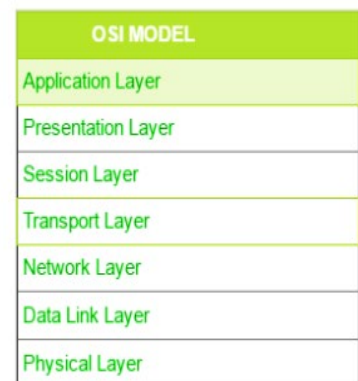 OSI MODEL
Application Layer
Presentation Layer
Session Layer
Transport Layer
Network Layer
Data Link Layer
Physical Layer